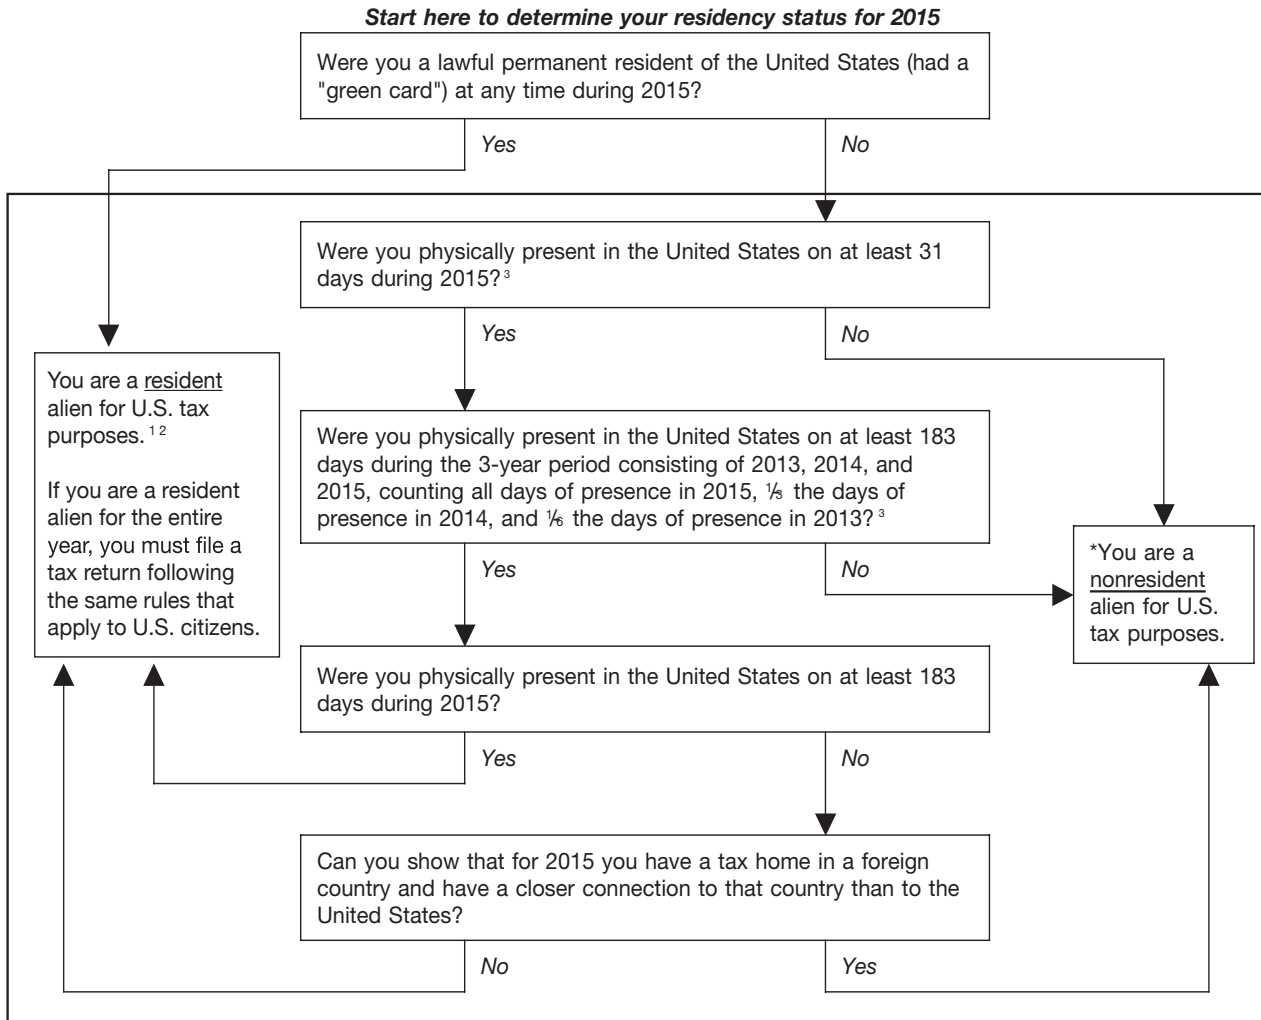 Start here to determine your residency status for 2015
Were you a lawful permanent resident of the United States (had a
"green card") at any time during 2015?
Yes
No
Were you physically present in the United States on at least 31
days during 2015? ³
Yes
No
You are a resident
alien for U.S. tax
purposes. ¹ ²
If you are a resident
alien for the entire
year, you must file a
tax return following
the same rules that
apply to U.S. citizens.
Were you physically present in the United States on at least 183
days during the 3-year period consisting of 2013, 2014, and
2015, counting all days of presence in 2015, ⅓ the days of
presence in 2014, and ⅙ the days of presence in 2013? ³
Yes
No
*You are a
nonresident
alien for U.S.
tax purposes.
Were you physically present in the United States on at least 183
days during 2015?
Yes
No
Can you show that for 2015 you have a tax home in a foreign
country and have a closer connection to that country than to the
United States?
No
Yes